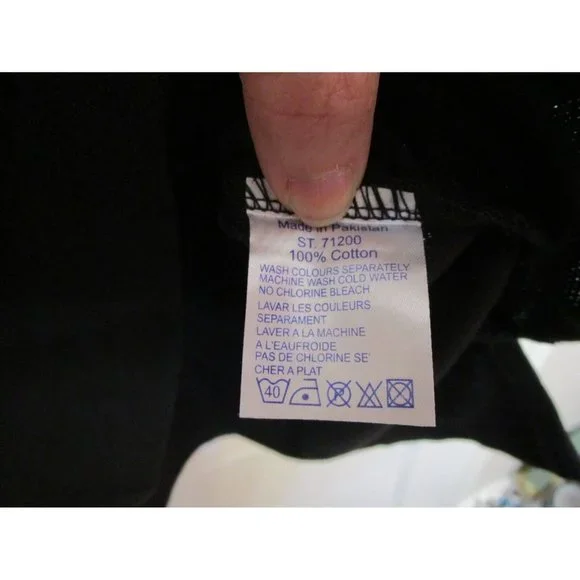 Made in Pakistan
ST. 71200
100% Cotton
WASH COLOURS SEPARATELY
MACHINE WASH COLD WATER
NO CHLORINE BLEACH
LAVAR LES COULEURS
SEPARAMENT
LAVER A LA MACHINE
A L'EAUFROIDE
PAS DE CHLORINE SE'
CHER A PLAT
40 P